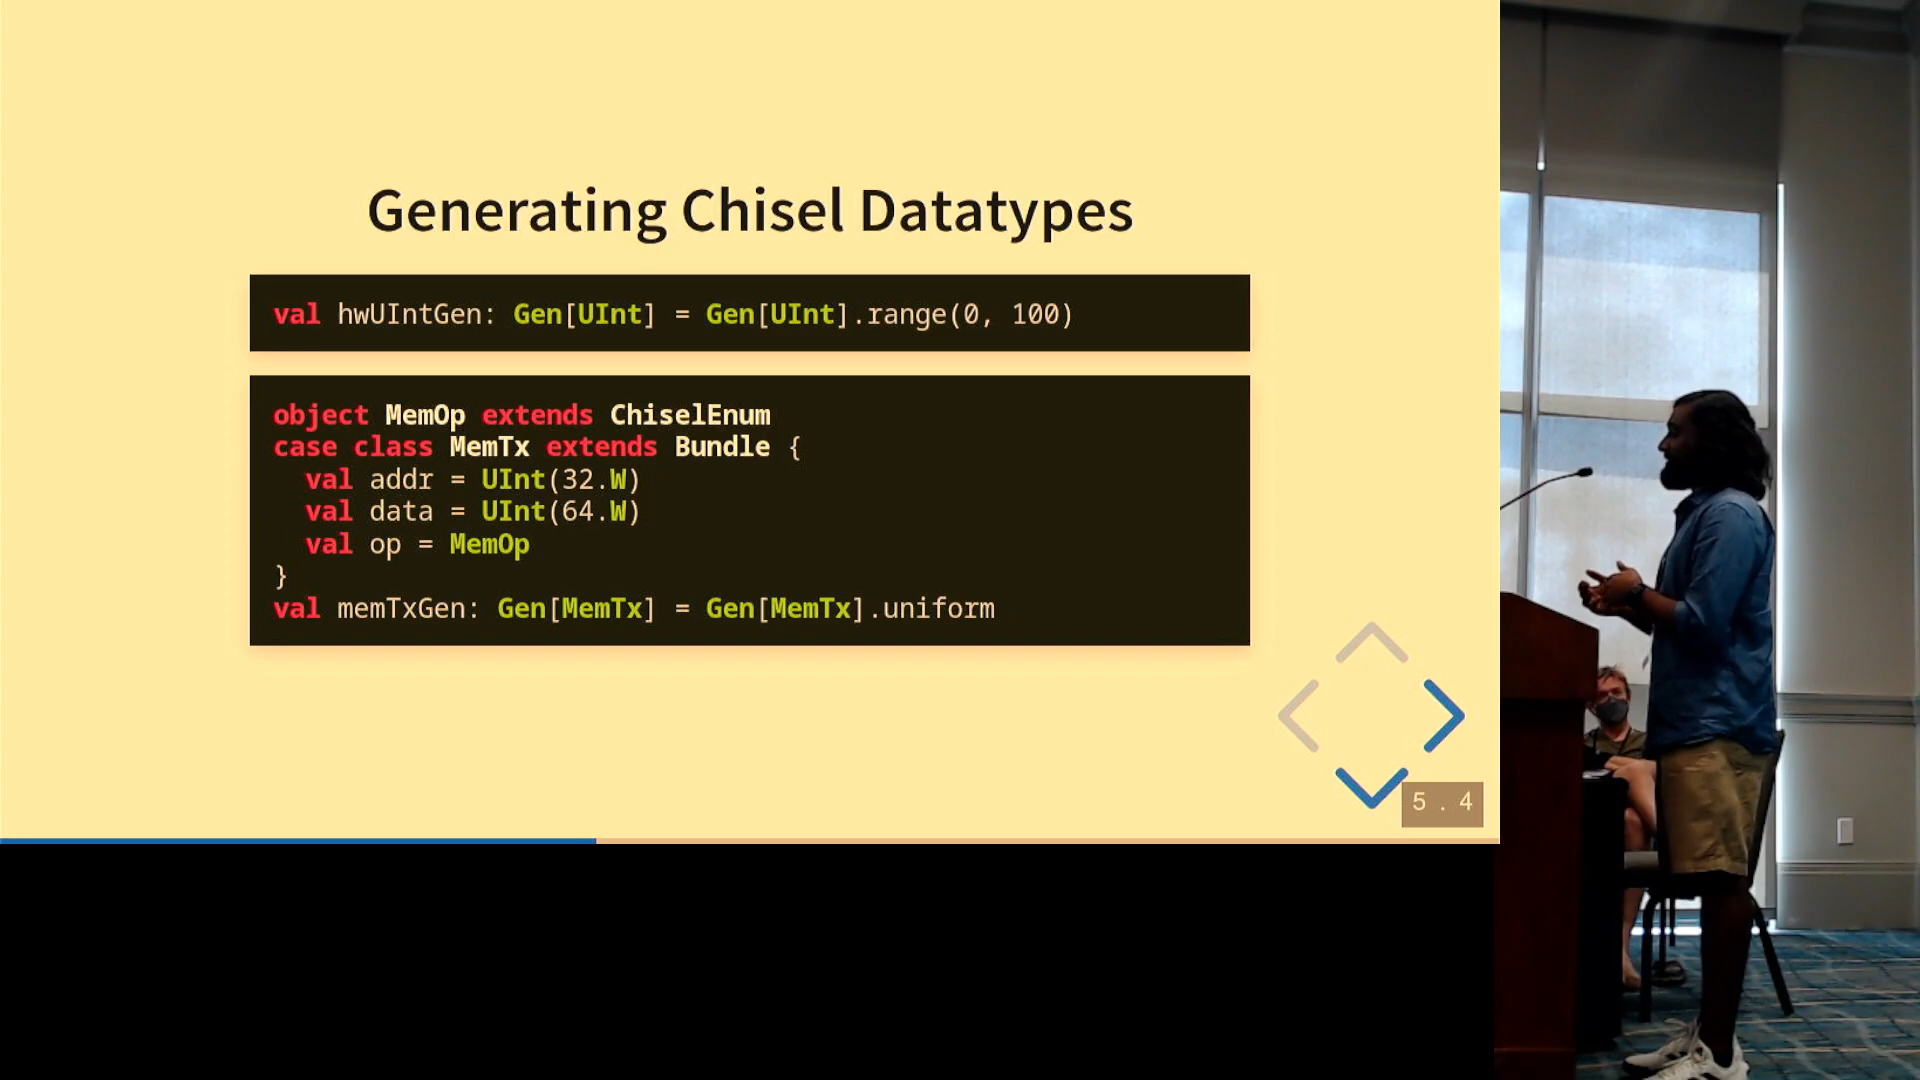 Generating Chisel Datatypes
val hwUIntGen: Gen[UInt] = Gen[UInt].range(0, 100)
object MemOp extends ChiselEnum
case class MemTx extends Bundle {
  val addr = UInt(32.W)
  val data = UInt(64.W)
  val op = MemOp
}
val memTxGen: Gen[MemTx] = Gen[MemTx].uniform
5 . 4